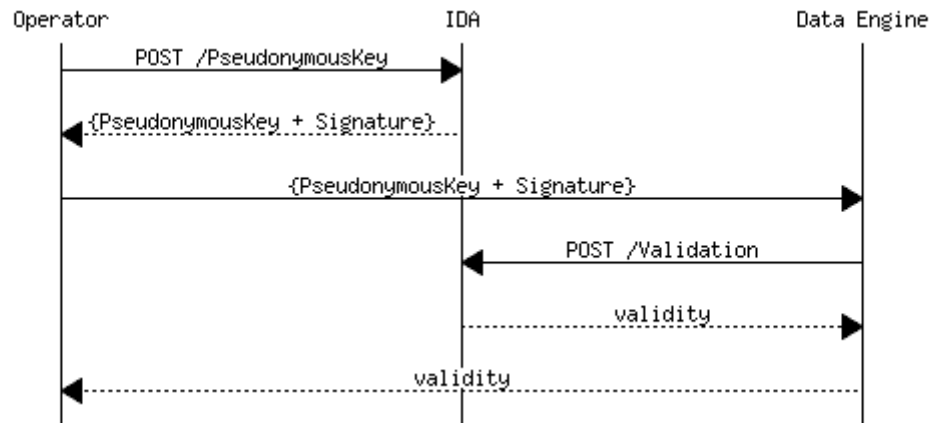 Operator IDA Data Engine
POST /PseudonymousKey
{PseudonymousKey + Signature}
{PseudonymousKey + Signature}
POST /Validation
validity
validity